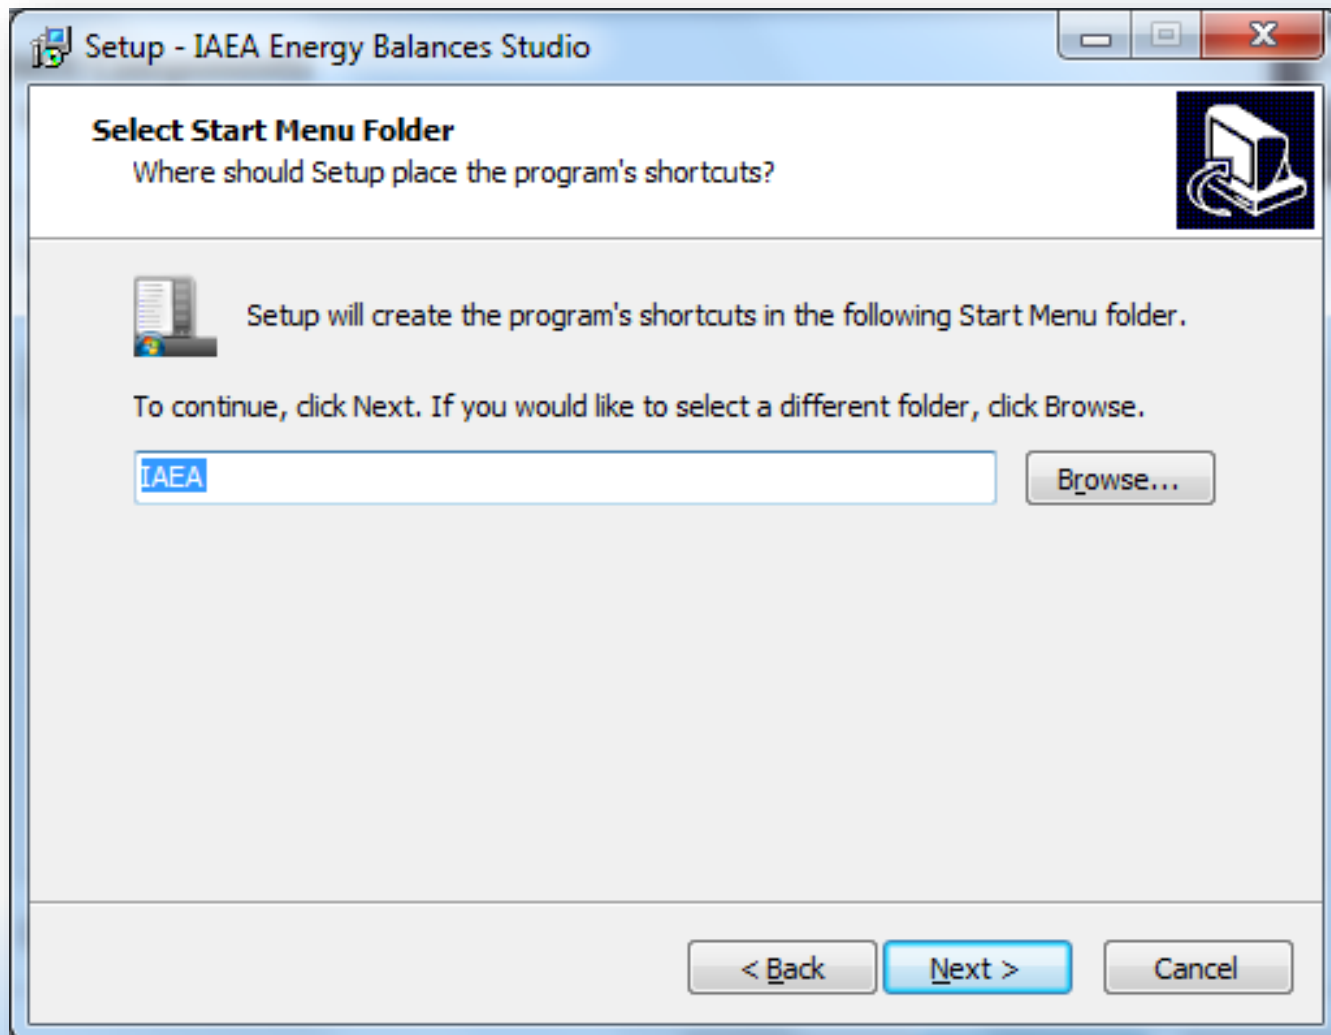 Setup - IAEA Energy Balances Studio
Select Start Menu Folder
Where should Setup place the program's shortcuts?
Setup will create the program's shortcuts in the following Start Menu folder.
To continue, click Next. If you would like to select a different folder, click Browse.
IAEA
Browse...
< Back
Next >
Cancel